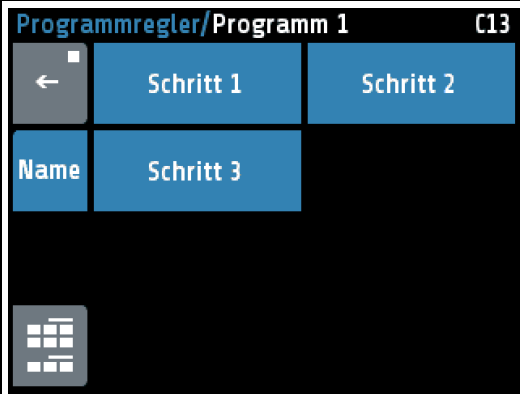 Programmregler/Programm 1 C13
← Schritt 1 Schritt 2
Name Schritt 3